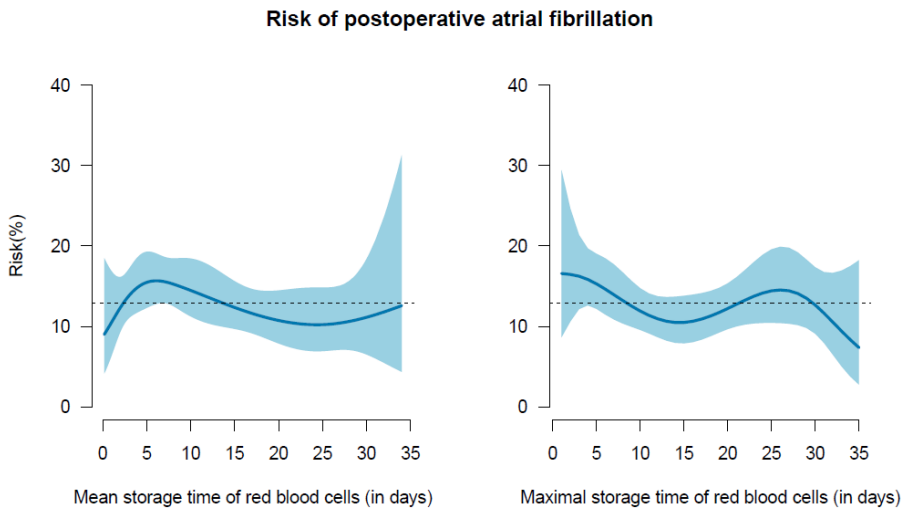 Risk of postoperative atrial fibrillation
Risk(%)
40
30
20
10
0
0 5 10 15 20 25 30 35
Mean storage time of red blood cells (in days)
40
30
20
10
0
0 5 10 15 20 25 30 35
Maximal storage time of red blood cells (in days)